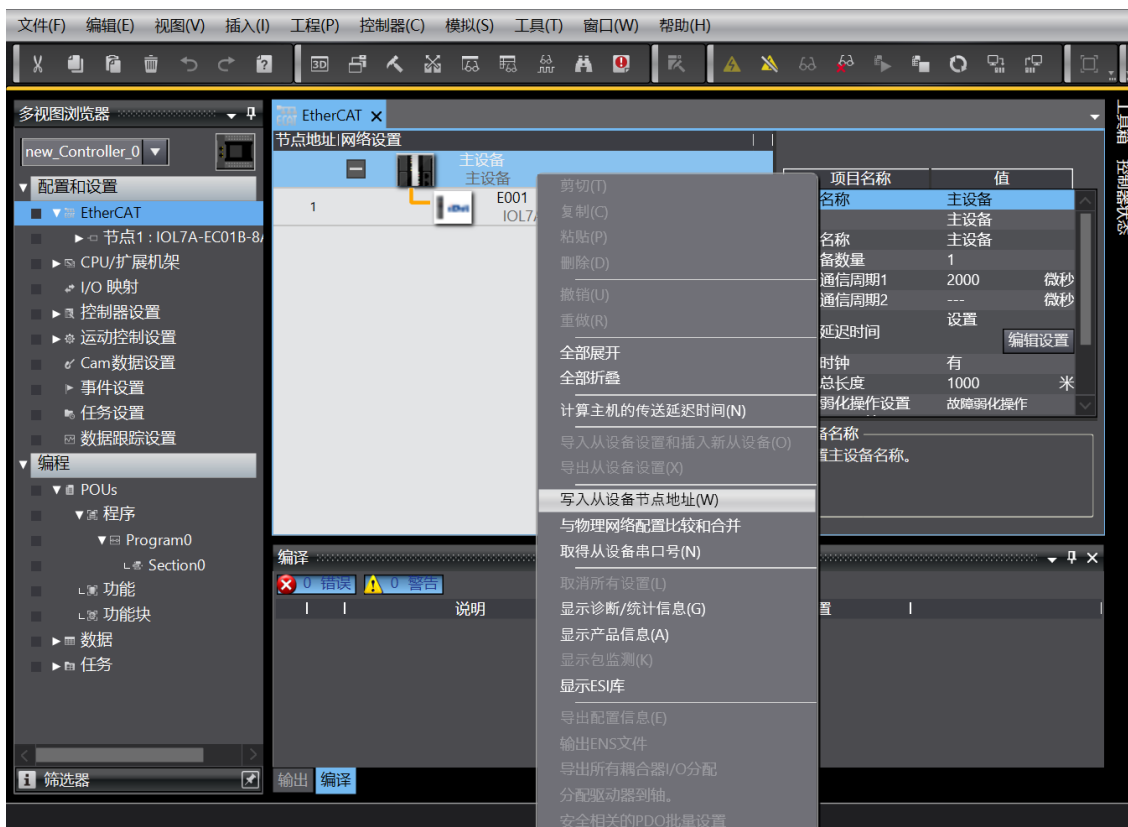 文件(F) 编辑(E) 视图(V) 插入(I) 工程(P) 控制器(C) 模拟(S) 工具(T) 窗口(W) 帮助(H)
3D
多视图浏览器
new_Controller_0
配置和设置
EtherCAT
节点1 : IOL7A-EC01B-8/
CPU/扩展机架
I/O 映射
控制器设置
运动控制设置
Cam数据设置
事件设置
任务设置
数据跟踪设置
编程
POUs
程序
Program0
Section0
功能
功能块
数据
任务
筛选器
EtherCAT
节点地址|网络设置
主设备
主设备
1
E001
IOL7A
剪切(T)
复制(C)
粘贴(P)
删除(D)
撤销(U)
重做(R)
全部展开
全部折叠
计算主机的传送延迟时间(N)
导入从设备设置和插入新从设备(O)
导出从设备设置(X)
写入从设备节点地址(W)
与物理网络配置比较和合并
取得从设备串口号(N)
取消所有设置(L)
显示诊断/统计信息(G)
显示产品信息(A)
显示包监测(K)
显示ESI库
导出配置信息(E)
输出ENS文件
导出所有耦合器I/O分配
分配驱动器到轴。
安全相关的PDO批量设置
项目名称 值
名称 主设备
主设备
名称 主设备
备数量 1
通信周期1 2000 微秒
通信周期2 --- 微秒
延迟时间 设置
编辑设置
时钟 有
总长度 1000 米
弱化操作设置 故障弱化操作
备名称
置主设备名称。
编译
0 错误 0 警告
说明
置
输出 编译
工具箱
控制器状态